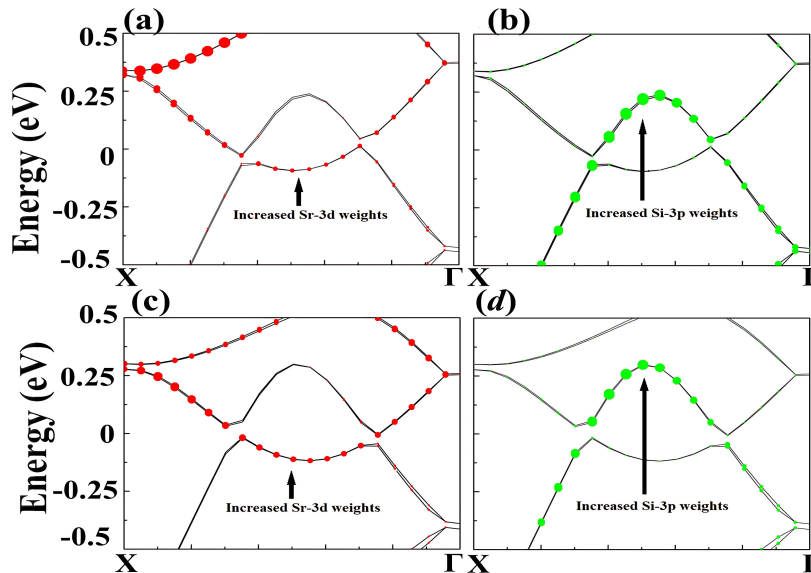 (a) (b)
0.5
0.25
0
-0.25
-0.5
Energy (eV)
Increased Sr-3d weights
Increased Si-3p weights
X Γ X Γ
(c) (d)
0.5
0.25
0
-0.25
-0.5
Energy (eV)
Increased Sr-3d weights
Increased Si-3p weights
X Γ X